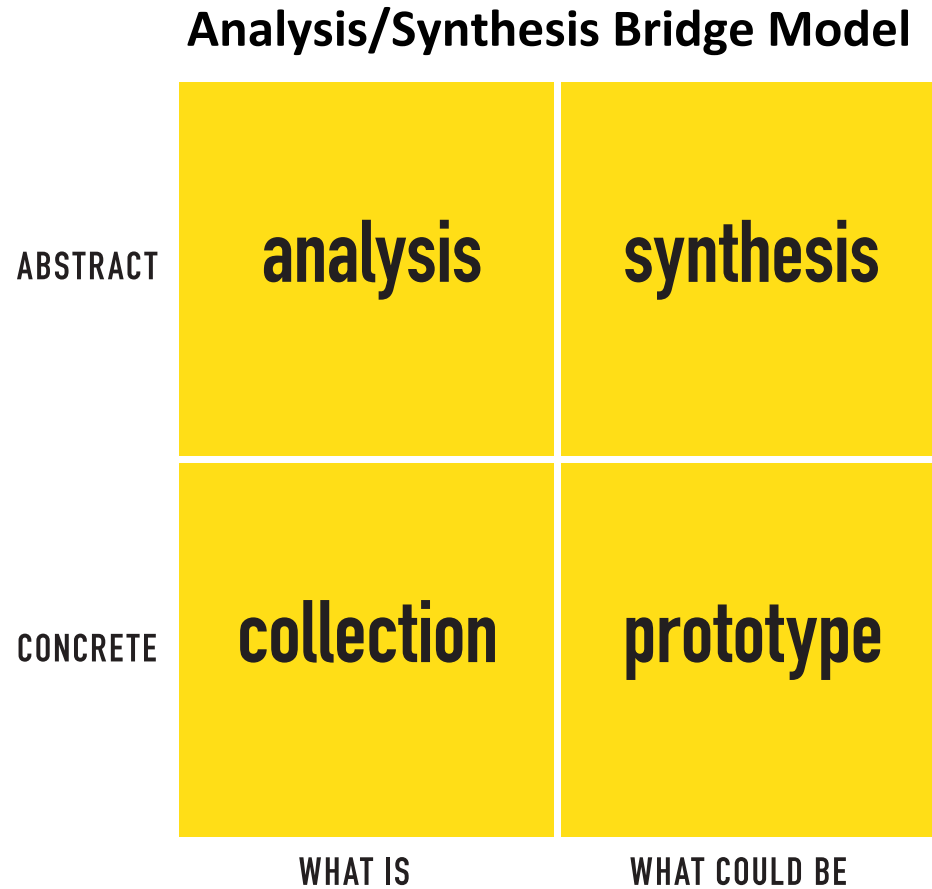 Analysis/Synthesis Bridge Model
ABSTRACT
analysis
synthesis
CONCRETE
collection
prototype
WHAT IS
WHAT COULD BE